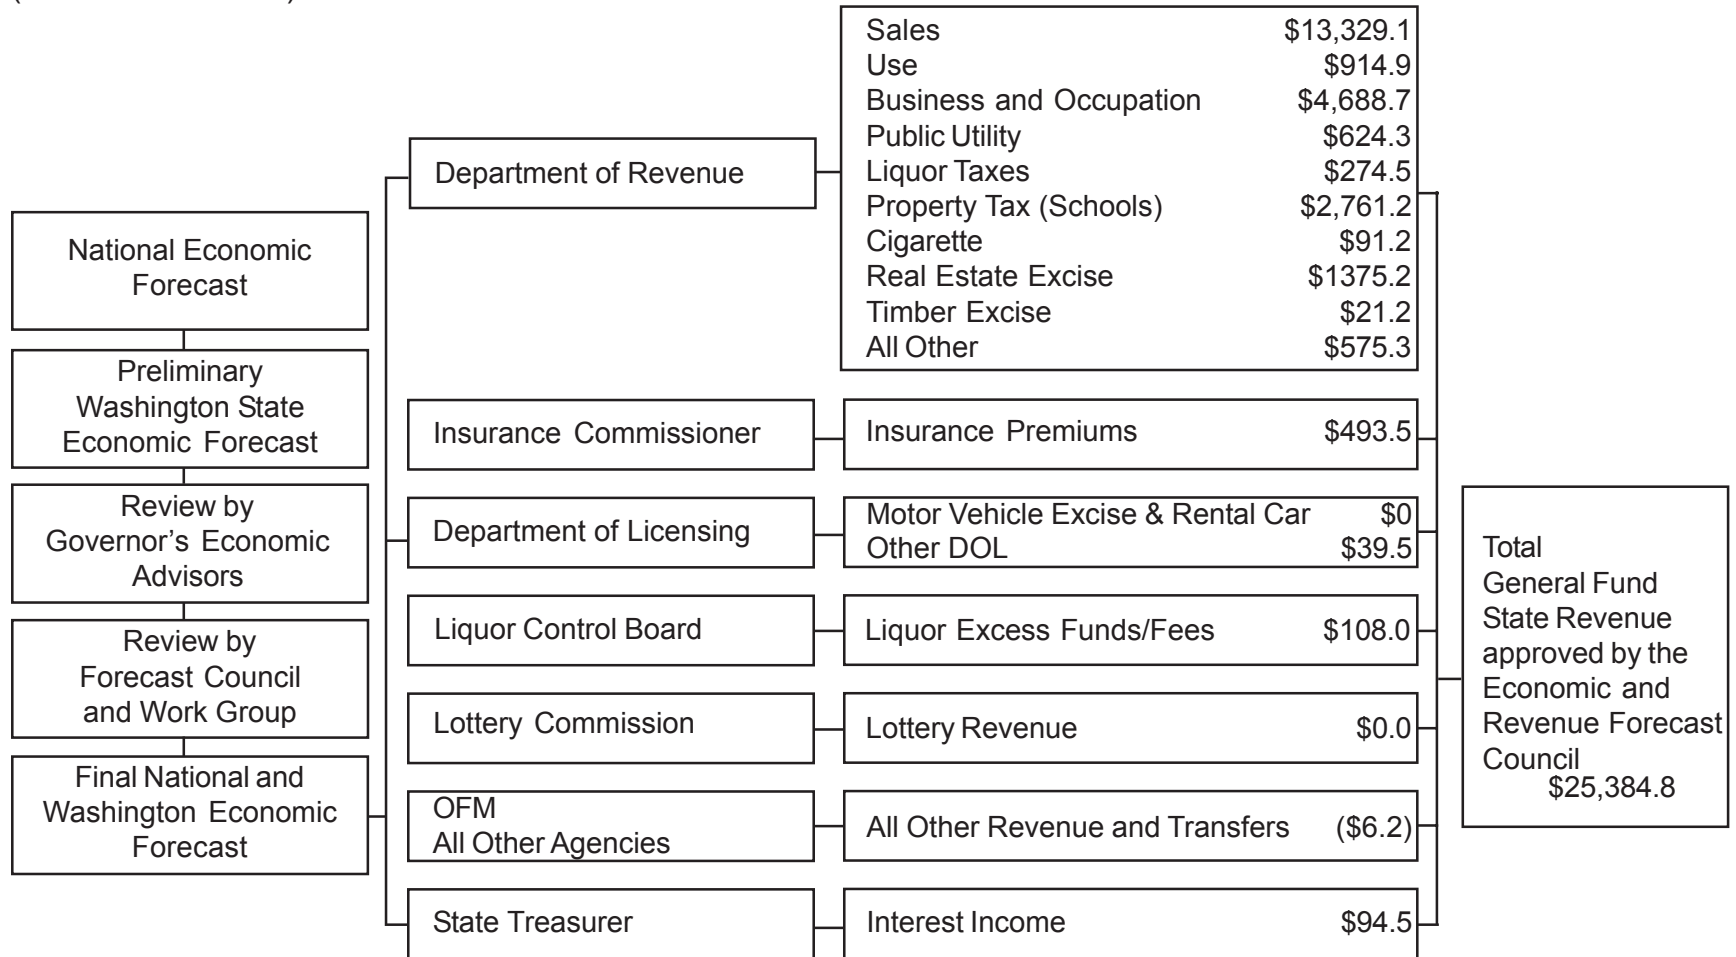 National Economic
Forecast
Preliminary
Washington State
Economic Forecast
Review by
Governor's Economic
Advisors
Review by
Forecast Council
and Work Group
Final National and
Washington Economic
Forecast
Department of Revenue
Sales $13,329.1
Use $914.9
Business and Occupation $4,688.7
Public Utility $624.3
Liquor Taxes $274.5
Property Tax (Schools) $2,761.2
Cigarette $91.2
Real Estate Excise $1375.2
Timber Excise $21.2
All Other $575.3
Insurance Commissioner
Insurance Premiums $493.5
Department of Licensing
Motor Vehicle Excise & Rental Car $0
Other DOL $39.5
Liquor Control Board
Liquor Excess Funds/Fees $108.0
Lottery Commission
Lottery Revenue $0.0
OFM
All Other Agencies
All Other Revenue and Transfers ($6.2)
State Treasurer
Interest Income $94.5
Total
General Fund
State Revenue
approved by the
Economic and
Revenue Forecast
Council
$25,384.8